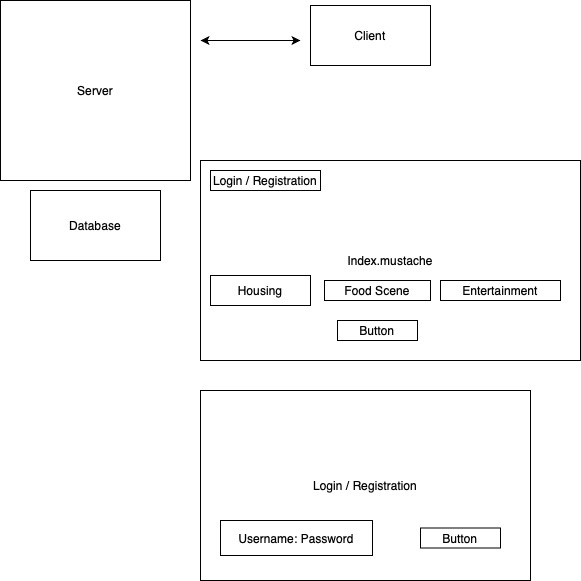 Server
Client
Database
Login / Registration
Index.mustache
Housing
Food Scene
Entertainment
Button
Login / Registration
Username: Password
Button